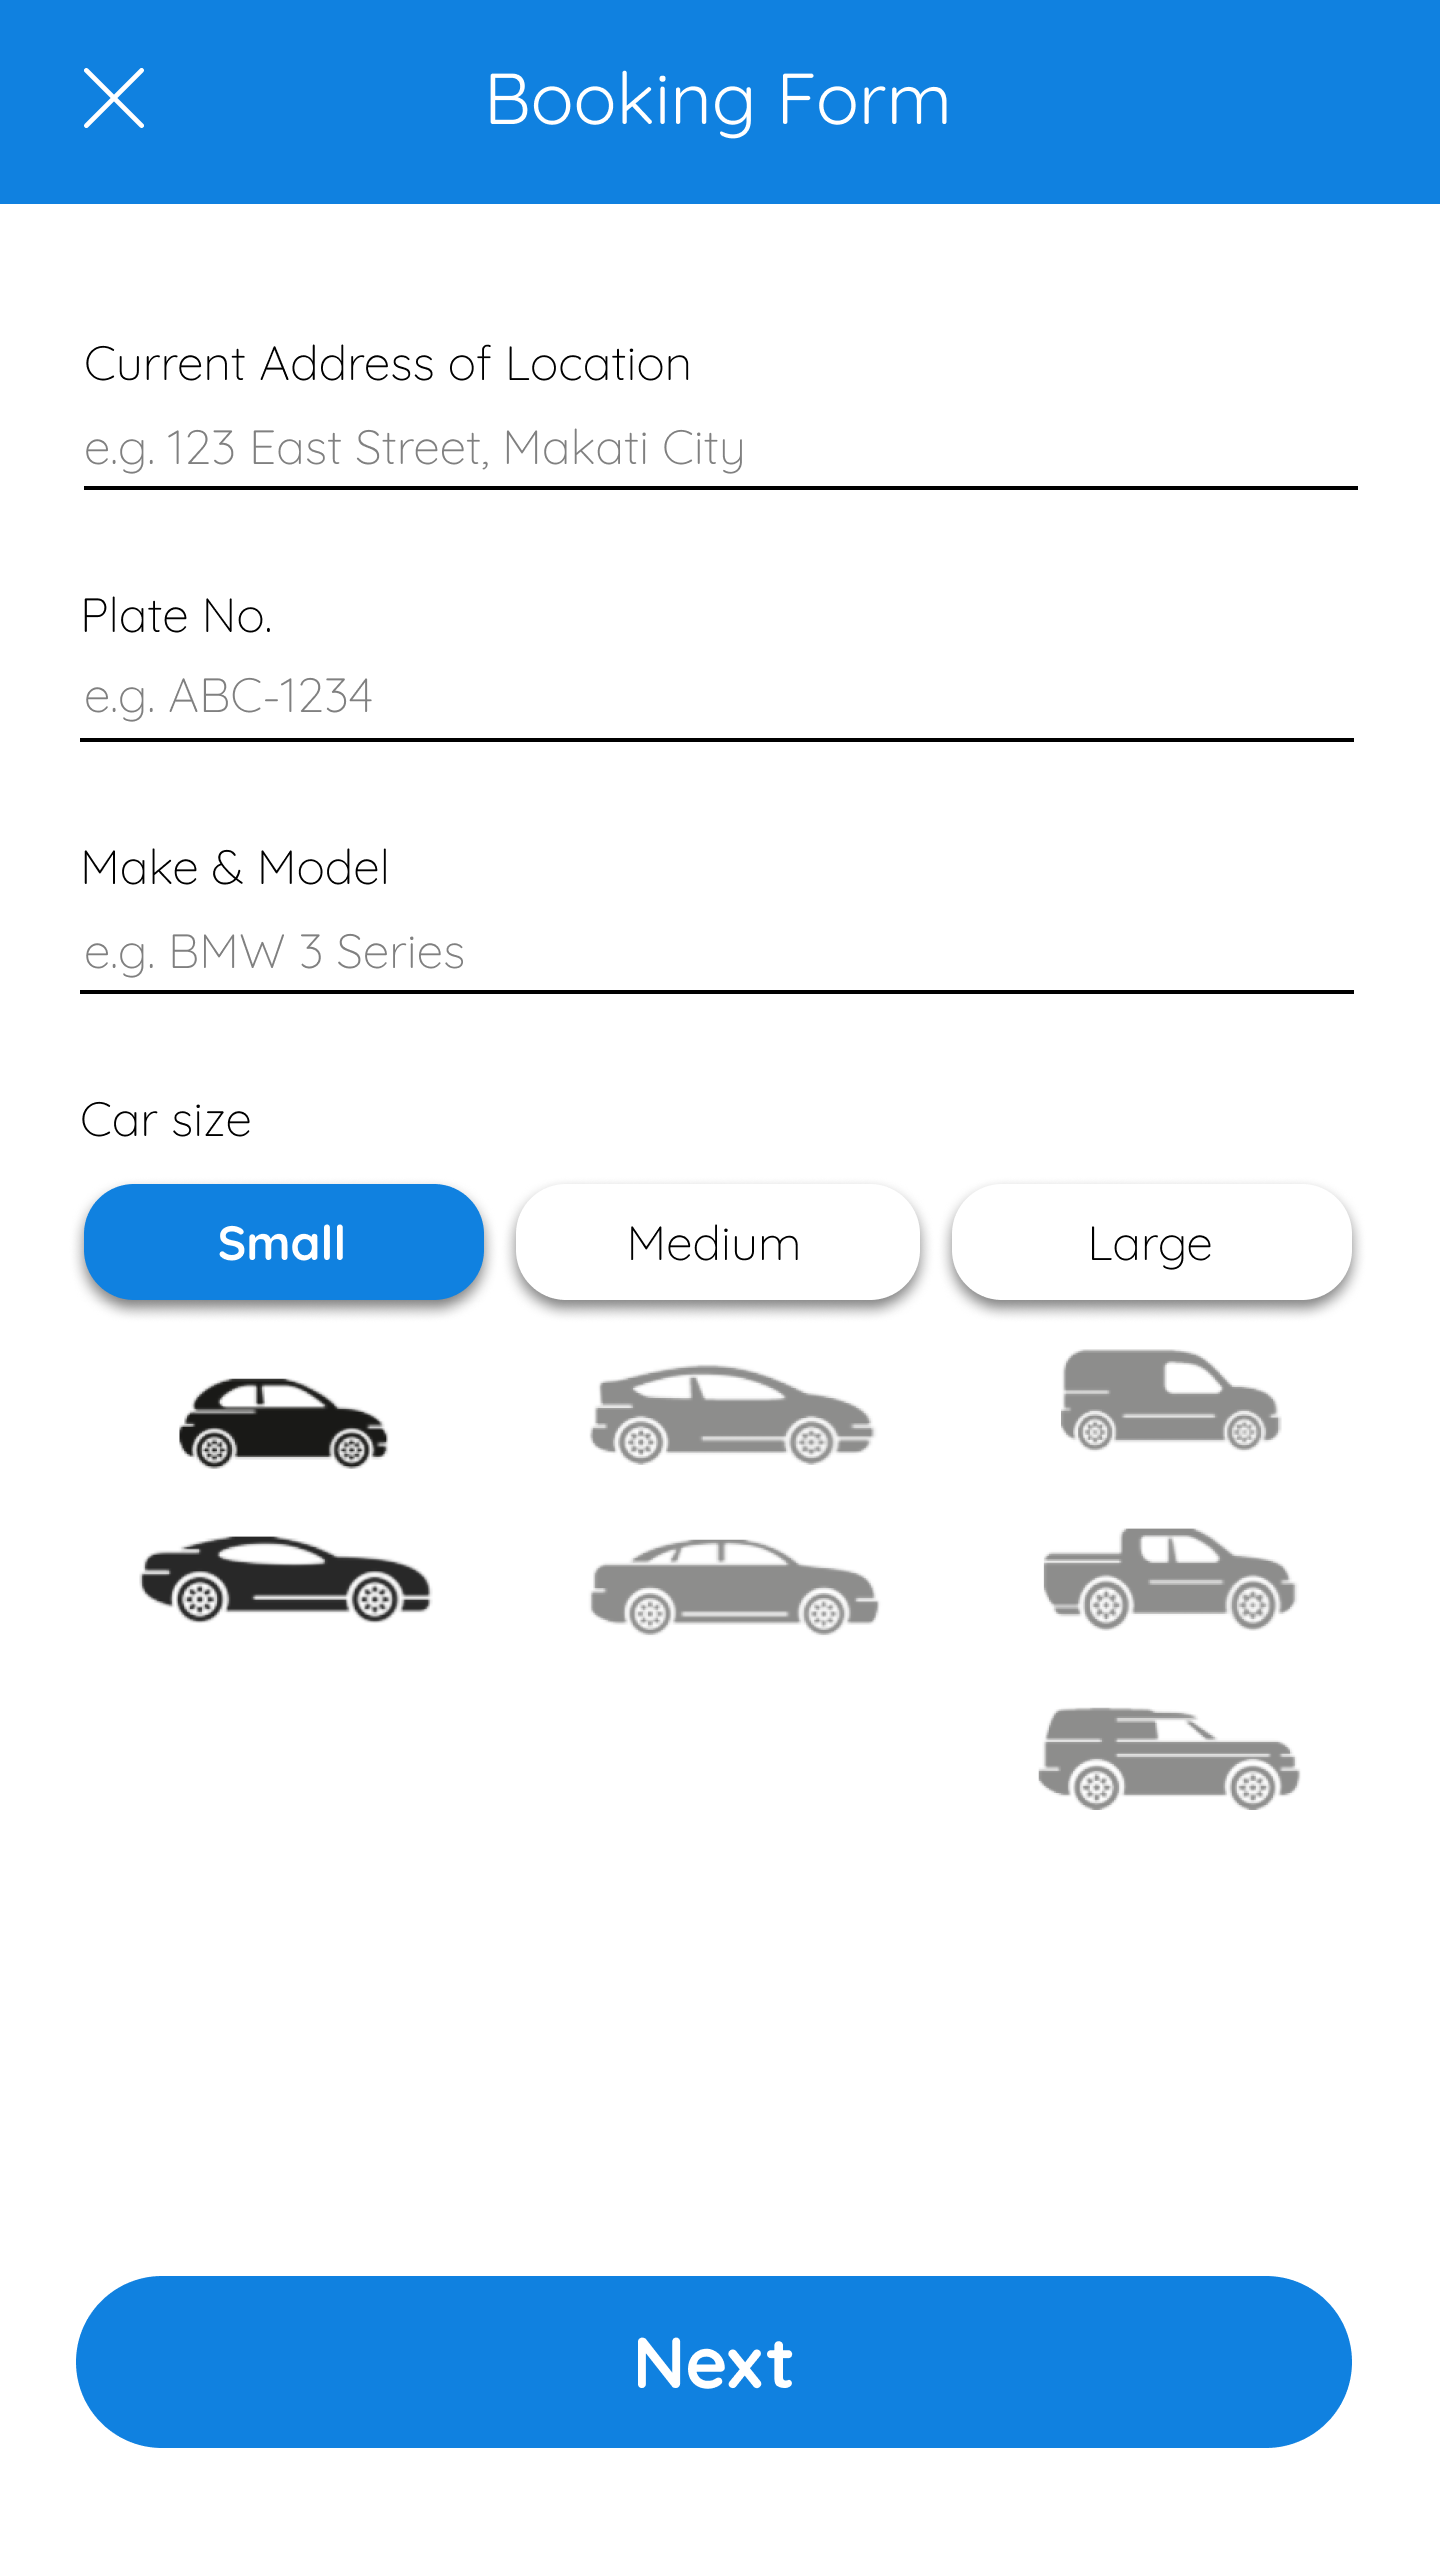 Booking Form
Current Address of Location
e.g. 123 East Street, Makati City
Plate No.
e.g. ABC-1234
Make & Model
e.g. BMW 3 Series
Car size
Small
Medium
Large
Next